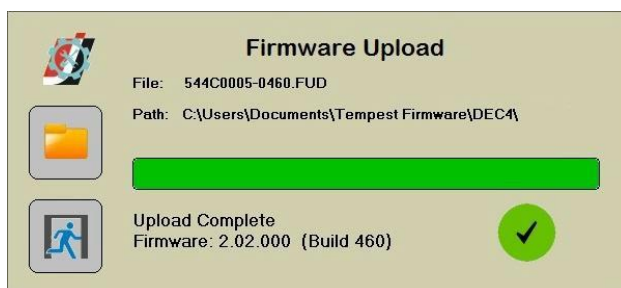 Firmware Upload
File: 544C0005-0460.FUD
Path: C:\Users\Documents\Tempest Firmware\DEC4\
Upload Complete
Firmware: 2.02.000 (Build 460)